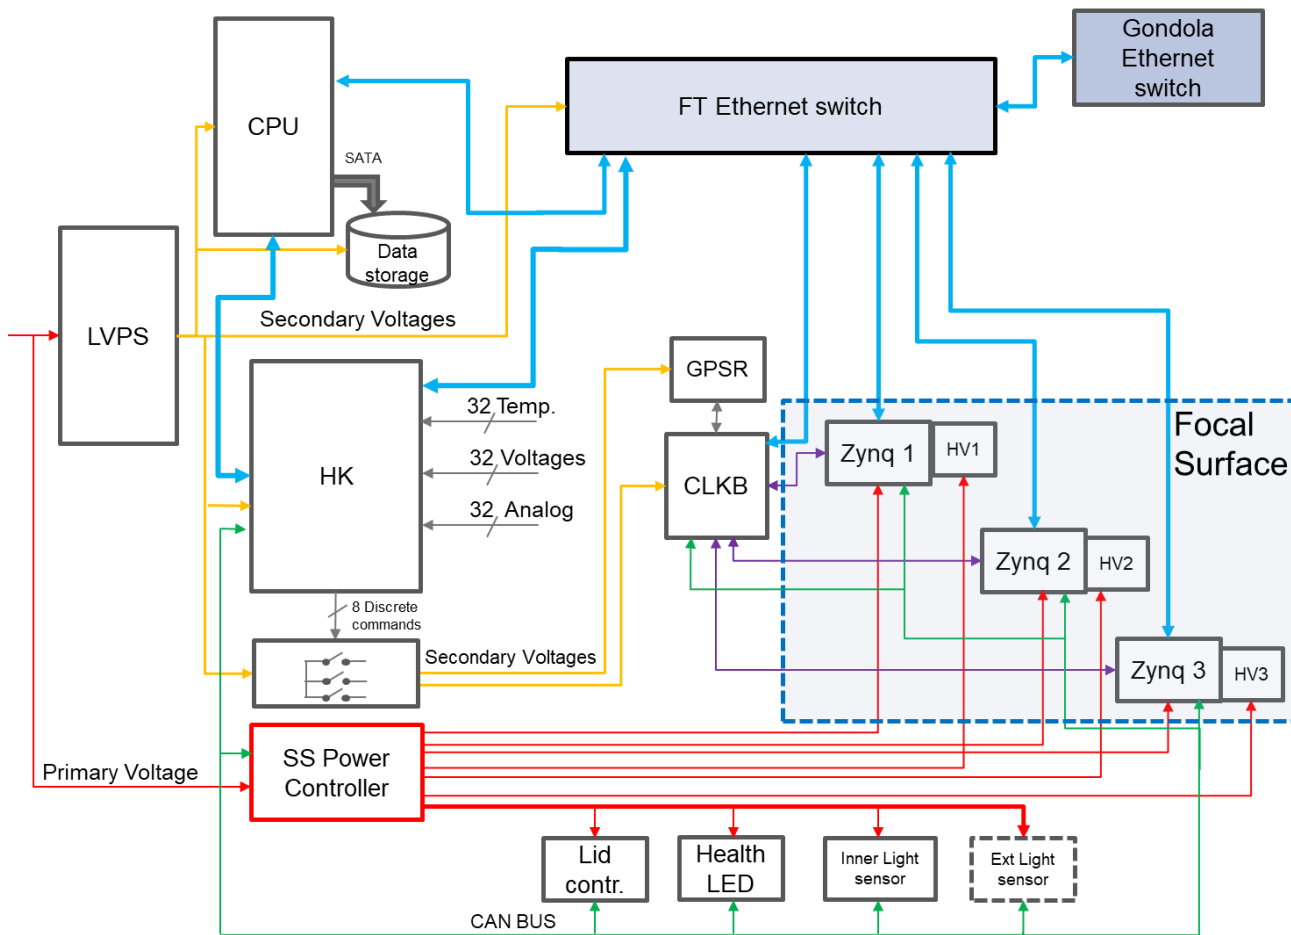 Gondola
Ethernet
switch
FT Ethernet switch
CPU
SATA
Data
storage
LVPS
Secondary Voltages
GPSR
32 Temp.
32 Voltages
32 Analog
HK
CLKB
Focal
Surface
Zynq 1
HV1
Zynq 2
HV2
Zynq 3
HV3
8 Discrete
commands
Secondary Voltages
SS Power
Controller
Primary Voltage
Lid
contr.
Health
LED
Inner Light
sensor
Ext Light
sensor
CAN BUS